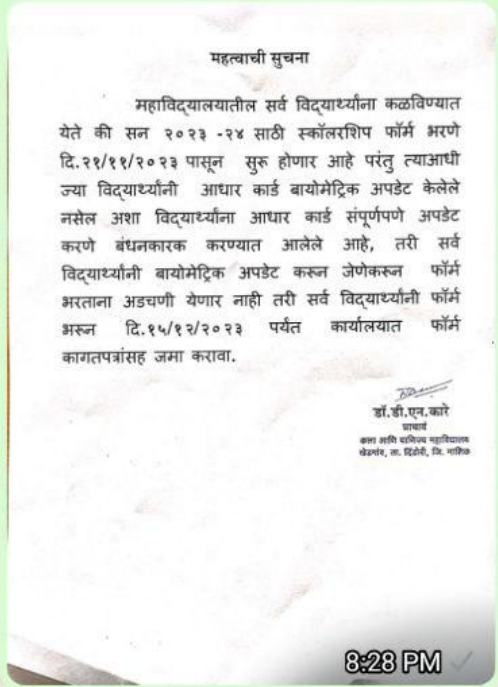 महत्वाची सुचना
महाविद्यालयातील सर्व विद्यार्थ्यांना कळविण्यात
येते की सन २०२३ -२४ साठी स्कॉलरशिप फॉर्म भरणे
दि.२१/११/२०२३ पासून सुरू होणार आहे परंतु त्याआधी
ज्या विद्यार्थ्यांनी आधार कार्ड बायोमेट्रिक अपडेट केलेले
नसेल अशा विद्यार्थ्यांना आधार कार्ड संपूर्णपणे अपडेट
करणे बंधनकारक करण्यात आलेले आहे, तरी सर्व
विद्यार्थ्यांनी बायोमेट्रिक अपडेट करून जेणेकरून फॉर्म
भरताना अडचणी येणार नाही तरी सर्व विद्यार्थ्यांनी फॉर्म
भरून दि.१५/१२/२०२३ पर्यंत कार्यालयात फॉर्म
कागतपत्रांसह जमा करावा.
डॉ.डी.एन.कारे
प्राचार्य
कला आणि वाणिज्य महाविद्यालय
खेडगांव, ता. दिंडोरी, जि. नाशिक
8:28 PM